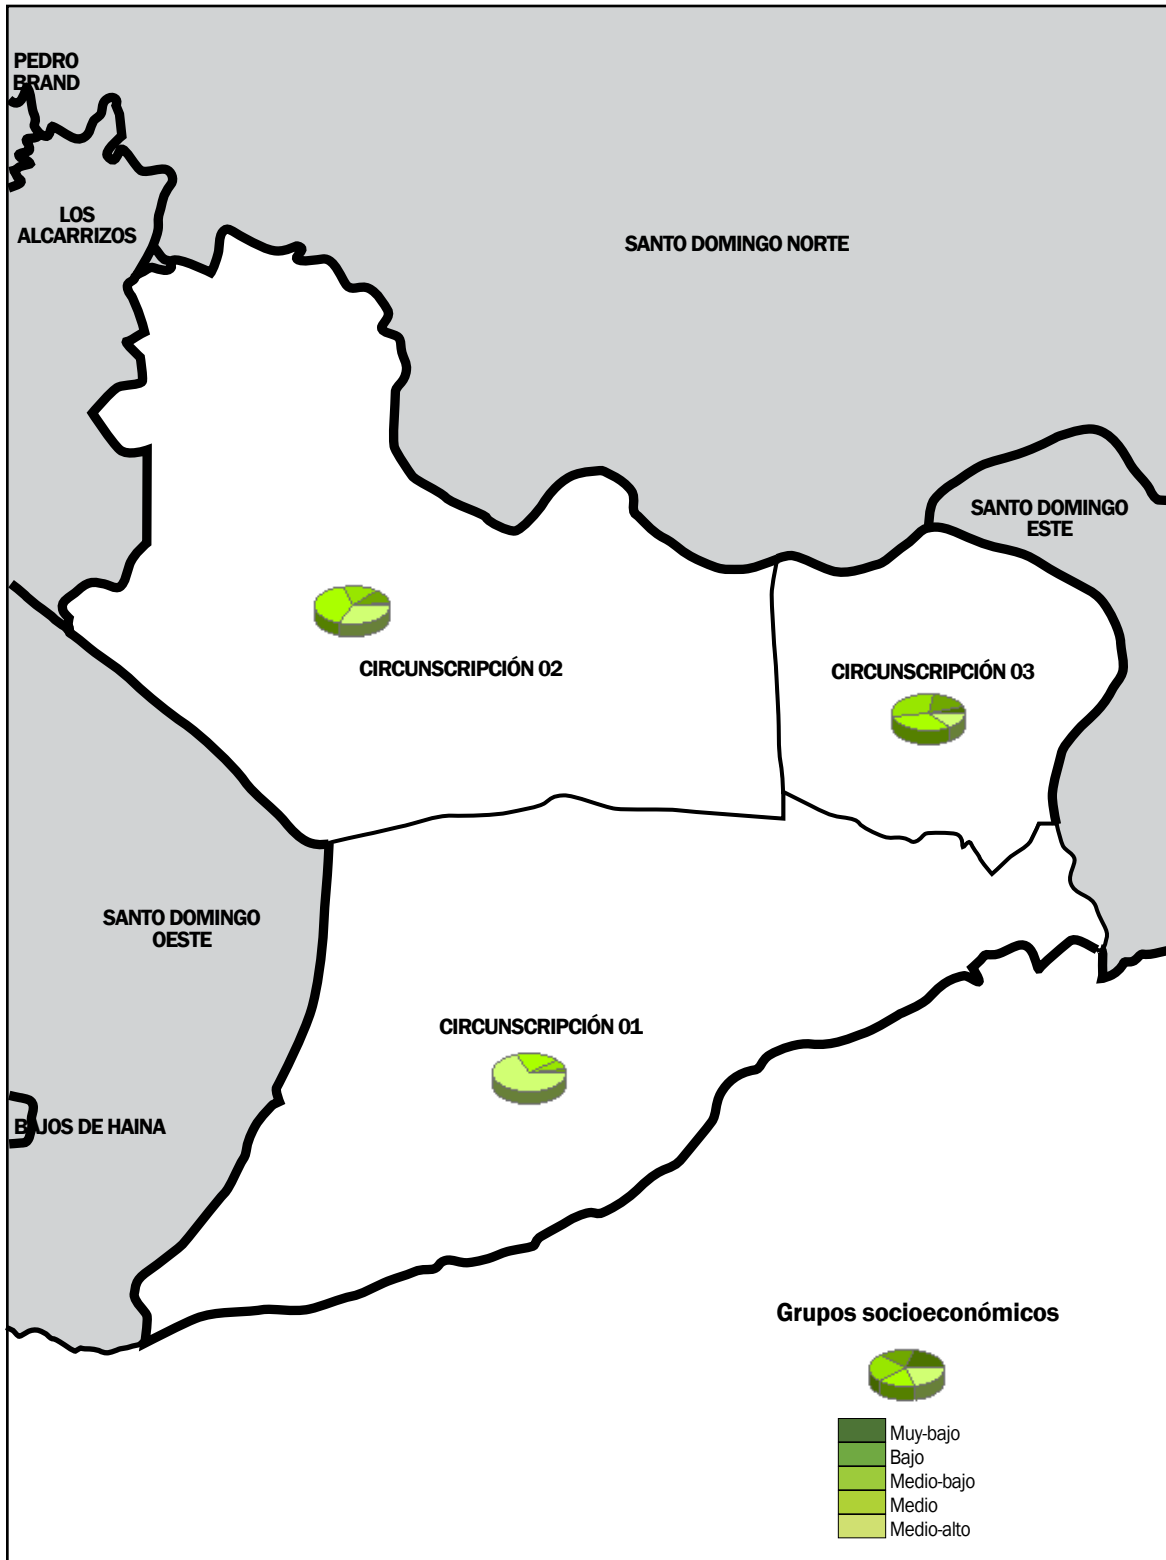 PEDRO
BRAND
LOS
ALCARRIZOS
SANTO DOMINGO NORTE
SANTO DOMINGO
ESTE
CIRCUNSCRIPCIÓN 02
CIRCUNSCRIPCIÓN 03
SANTO DOMINGO
OESTE
CIRCUNSCRIPCIÓN 01
BAJOS DE HAINA
Grupos socioeconómicos
Muy-bajo
Bajo
Medio-bajo
Medio
Medio-alto